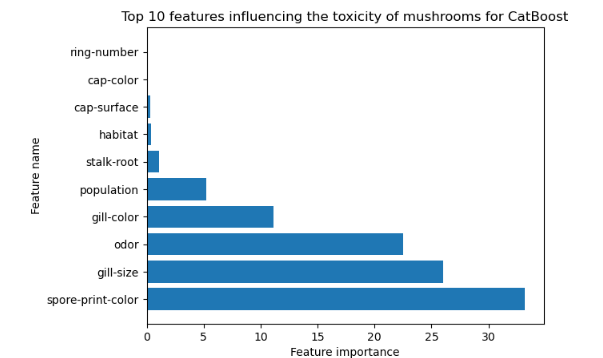 Top 10 features influencing the toxicity of mushrooms for CatBoost
ring-number
cap-color
cap-surface
habitat
stalk-root
population
gill-color
odor
gill-size
spore-print-color
Feature name
0 5 10 15 20 25 30
Feature importance